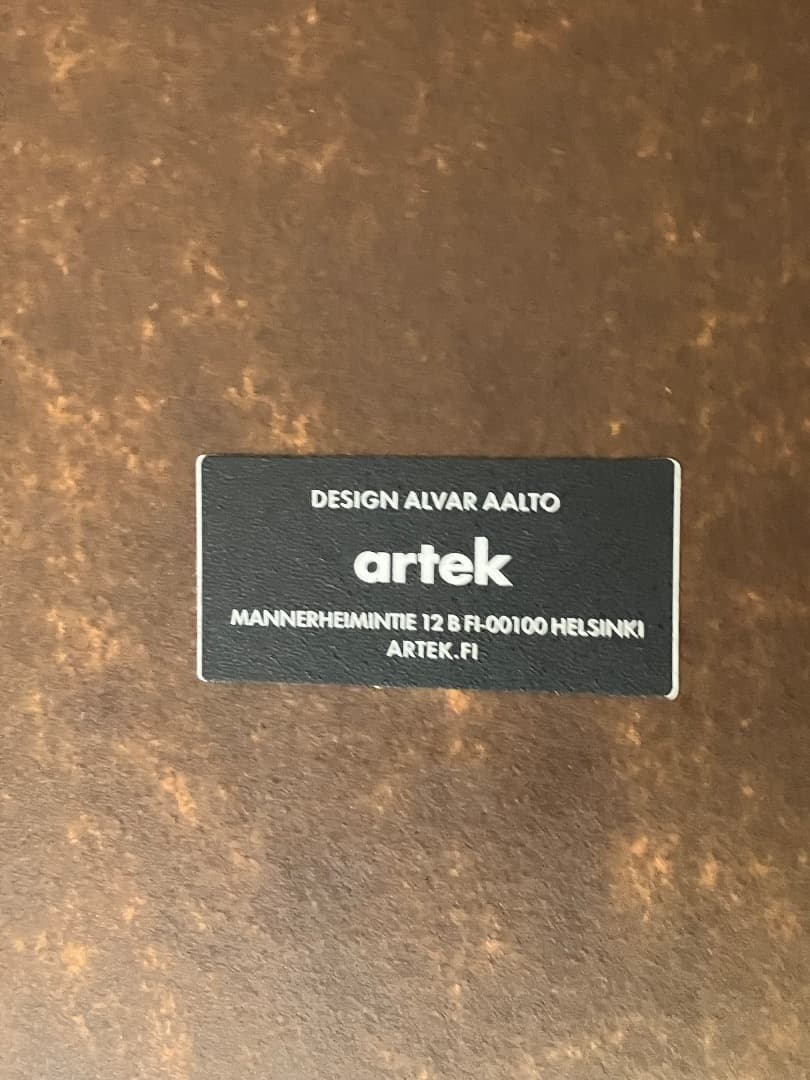 DESIGN ALVAR AALTO
artek
MANNERHEIMINTIE 12 B FI-00100 HELSINKI
ARTEK.FI